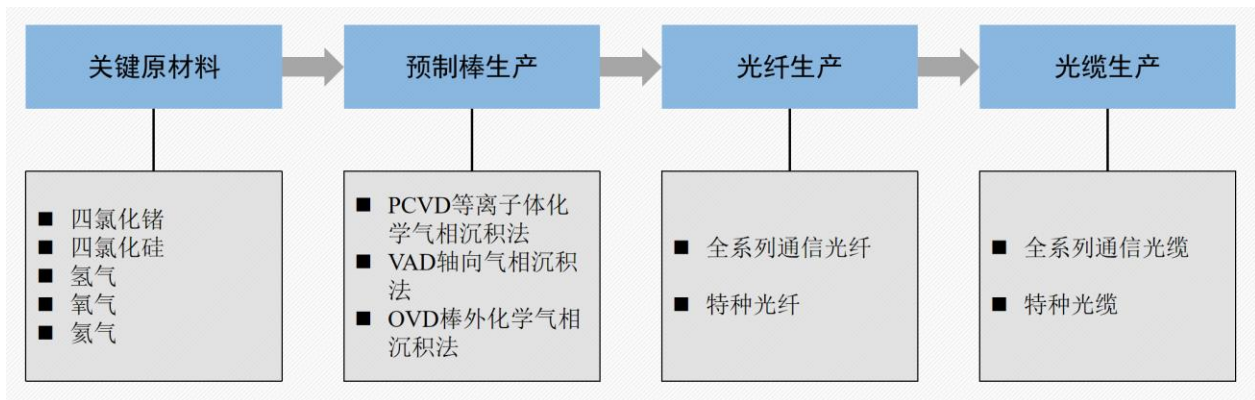 关键原材料
预制棒生产
光纤生产
光缆生产
■ 四氯化锗
■ 四氯化硅
■ 氢气
■ 氧气
■ 氦气
■ PCVD等离子体化
学气相沉积法
■ VAD轴向气相沉积
法
■ OVD棒外化学气相
沉积法
■ 全系列通信光纤
■ 特种光纤
■ 全系列通信光缆
■ 特种光缆